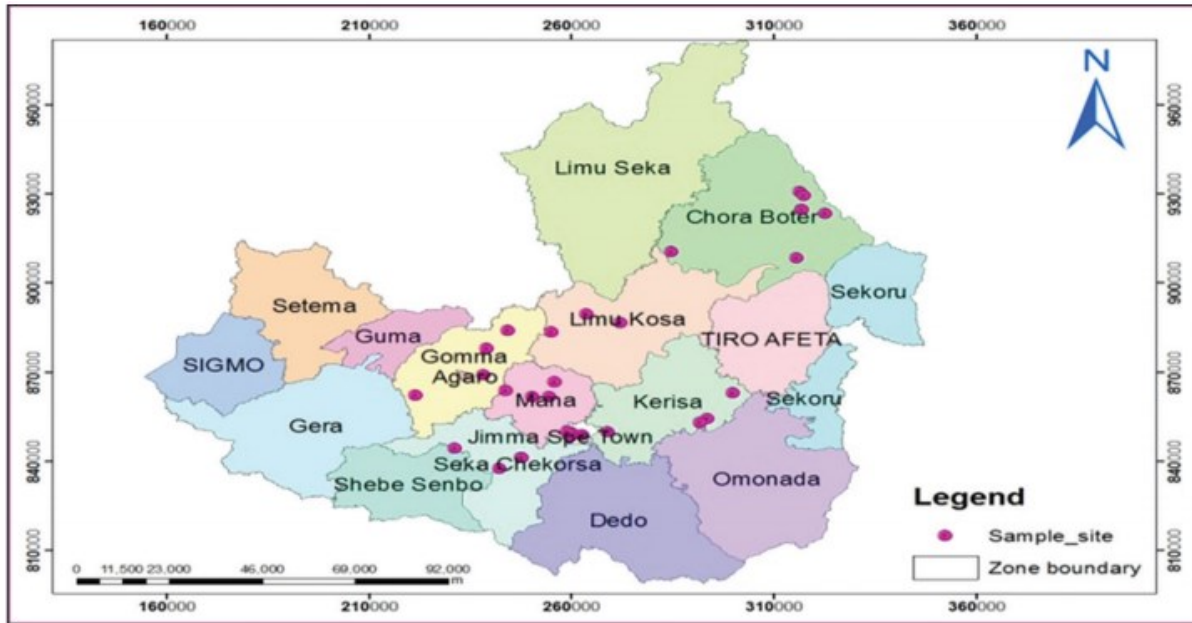 160000 210000 260000 310000 360000
N
960000 960000
Limu Seka
930000 930000
Chora Boter
900000 900000
Setema
Sekoru
Guma
Limu Kosa
TIRO AFETA
SIGMO
Gomma
870000 870000
Agaro
Mana
Kerisa
Sekoru
Gera
Jimma Spe Town
840000 840000
Seka Chekorsa
Shebe Senbo
Omonada
Legend
Dedo
Sample_site
810000 810000
Zone boundary
0 11,500 23,000 46,000 69,000 92,000
m
160000 210000 260000 310000 360000